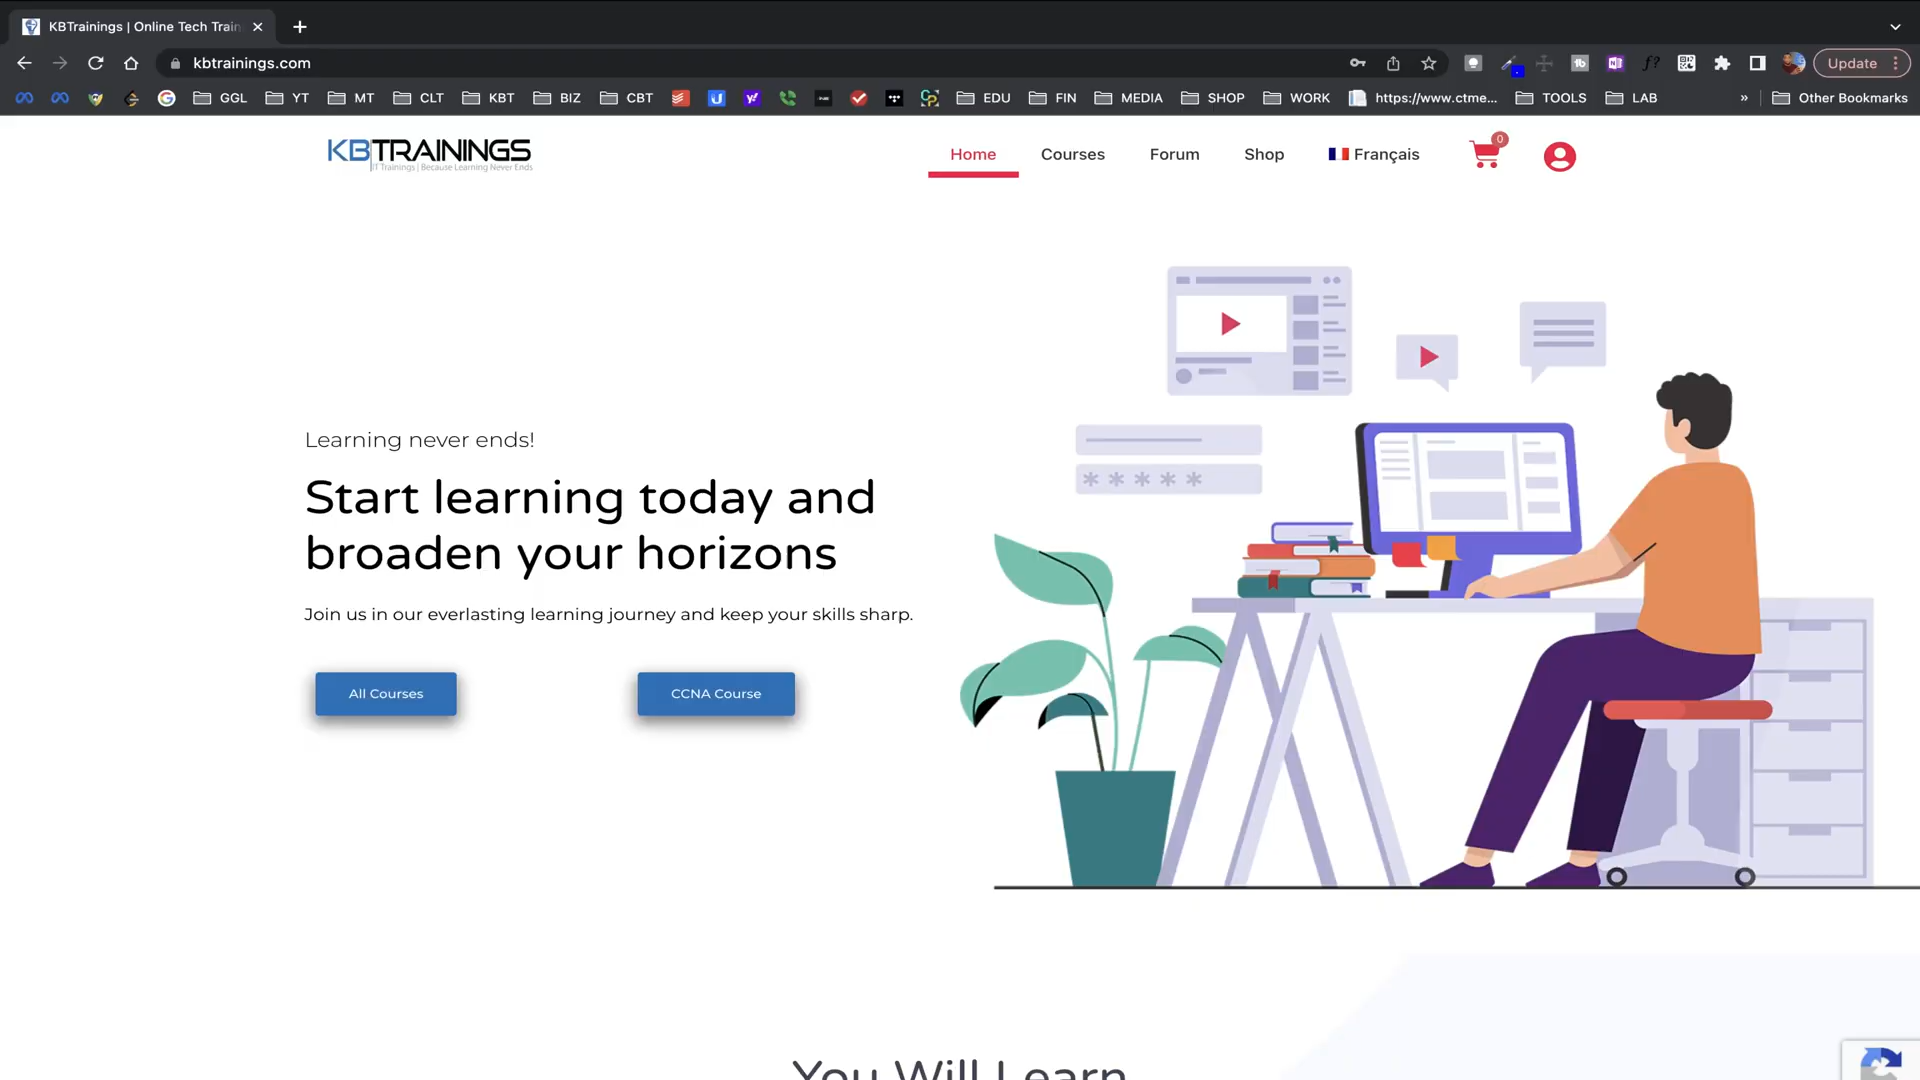 KBTrainings | Online Tech Train
kbtrainings.com
Update
GGL
YT
MT
CLT
KBT
BIZ
CBT
EDU
FIN
MEDIA
SHOP
WORK
https://www.ctme...
TOOLS
LAB
»
Other Bookmarks
KBTRAININGS
IT Trainings | Because Learning Never Ends
Home
Courses
Forum
Shop
Français
0
Learning never ends!
Start learning today and
broaden your horizons
Join us in our everlasting learning journey and keep your skills sharp.
All Courses
CCNA Course
You Will Learn